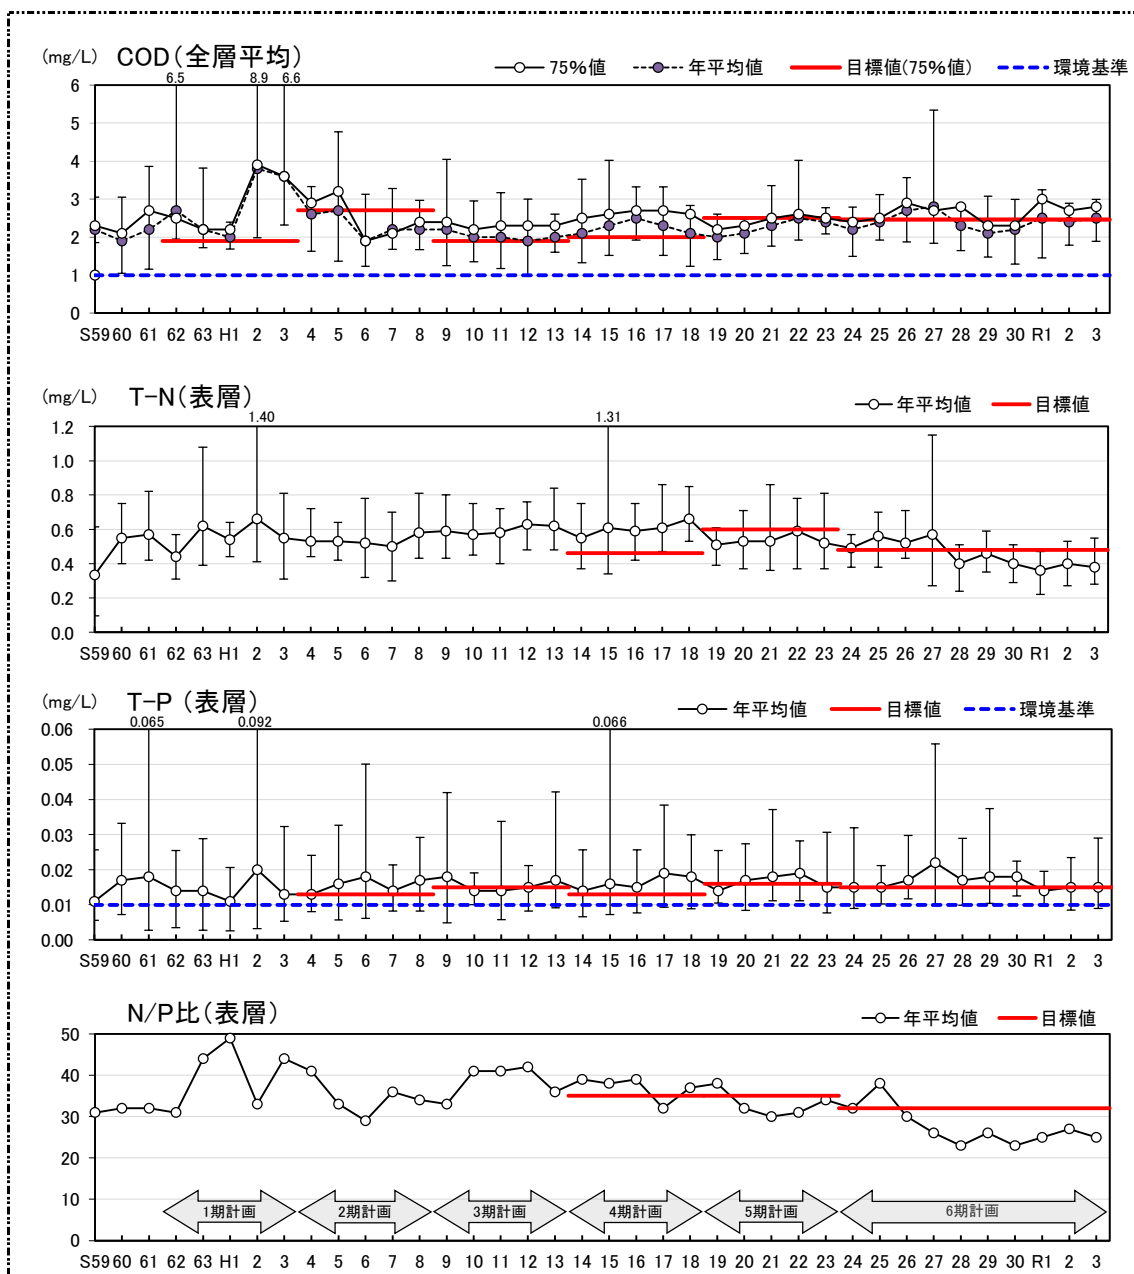 (mg/L) COD(全層平均)
75%値 年平均値 目標値(75%値) 環境基準
6.5 8.9 6.6
6
5
4
3
2
1
0
S59 60 61 62 63 H1 2 3 4 5 6 7 8 9 10 11 12 13 14 15 16 17 18 19 20 21 22 23 24 25 26 27 28 29 30 R1 2 3
(mg/L) T-N(表層)
年平均値 目標値
1.40 1.31
1.2
1.0
0.8
0.6
0.4
0.2
0.0
S59 60 61 62 63 H1 2 3 4 5 6 7 8 9 10 11 12 13 14 15 16 17 18 19 20 21 22 23 24 25 26 27 28 29 30 R1 2 3
(mg/L) T-P (表層)
年平均値 目標値 環境基準
0.065 0.092 0.066
0.06
0.05
0.04
0.03
0.02
0.01
0.00
S59 60 61 62 63 H1 2 3 4 5 6 7 8 9 10 11 12 13 14 15 16 17 18 19 20 21 22 23 24 25 26 27 28 29 30 R1 2 3
N/P比(表層)
年平均値 目標値
50
40
30
20
10
0
1期計画 2期計画 3期計画 4期計画 5期計画 6期計画
S59 60 61 62 63 H1 2 3 4 5 6 7 8 9 10 11 12 13 14 15 16 17 18 19 20 21 22 23 24 25 26 27 28 29 30 R1 2 3